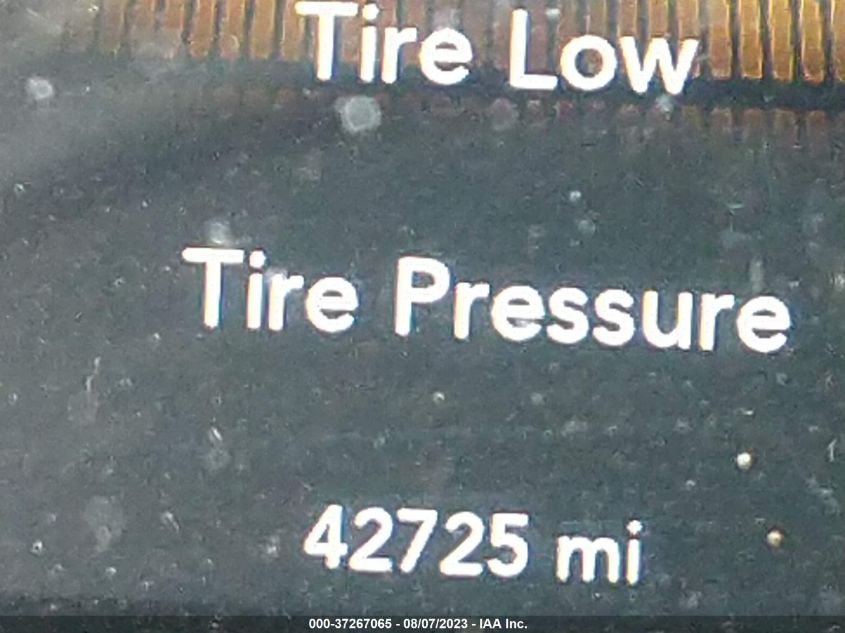 Tire Low
Tire Pressure
42725 mi
000-37267065 - 08/07/2023 - IAA Inc.